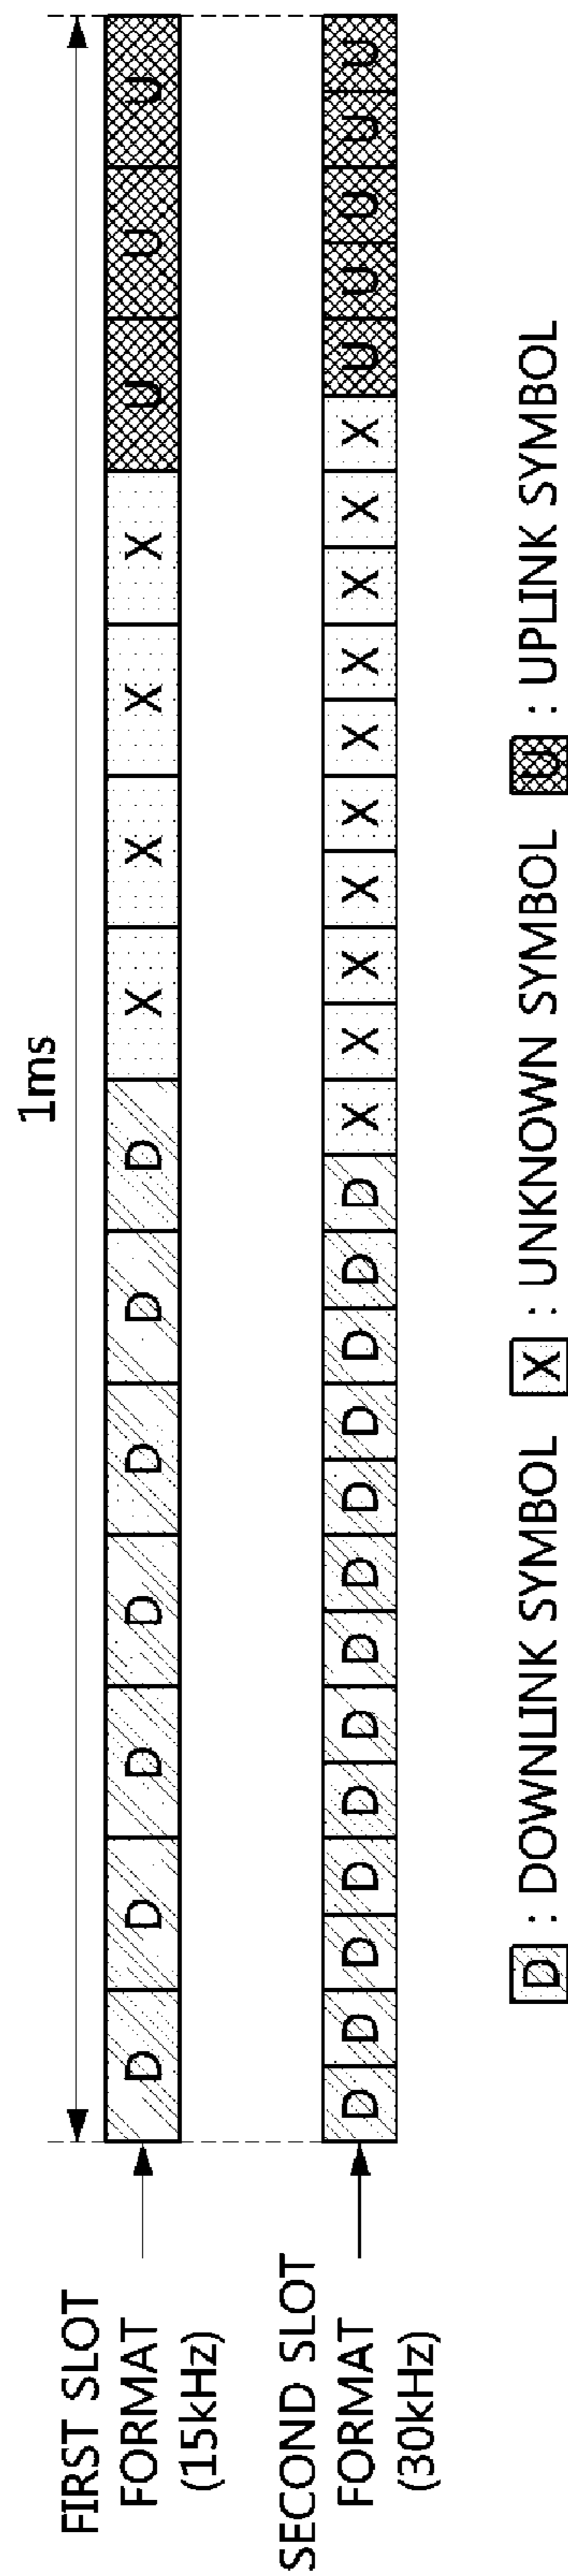 1ms
FIRST SLOT
FORMAT
(15kHz)
D D D D D D D X X X X U U U
SECOND SLOT
FORMAT
(30kHz)
D D D D D D D D D D D D D X X X X X X X X X X U U U U U
D : DOWNLINK SYMBOL X : UNKNOWN SYMBOL U : UPLINK SYMBOL